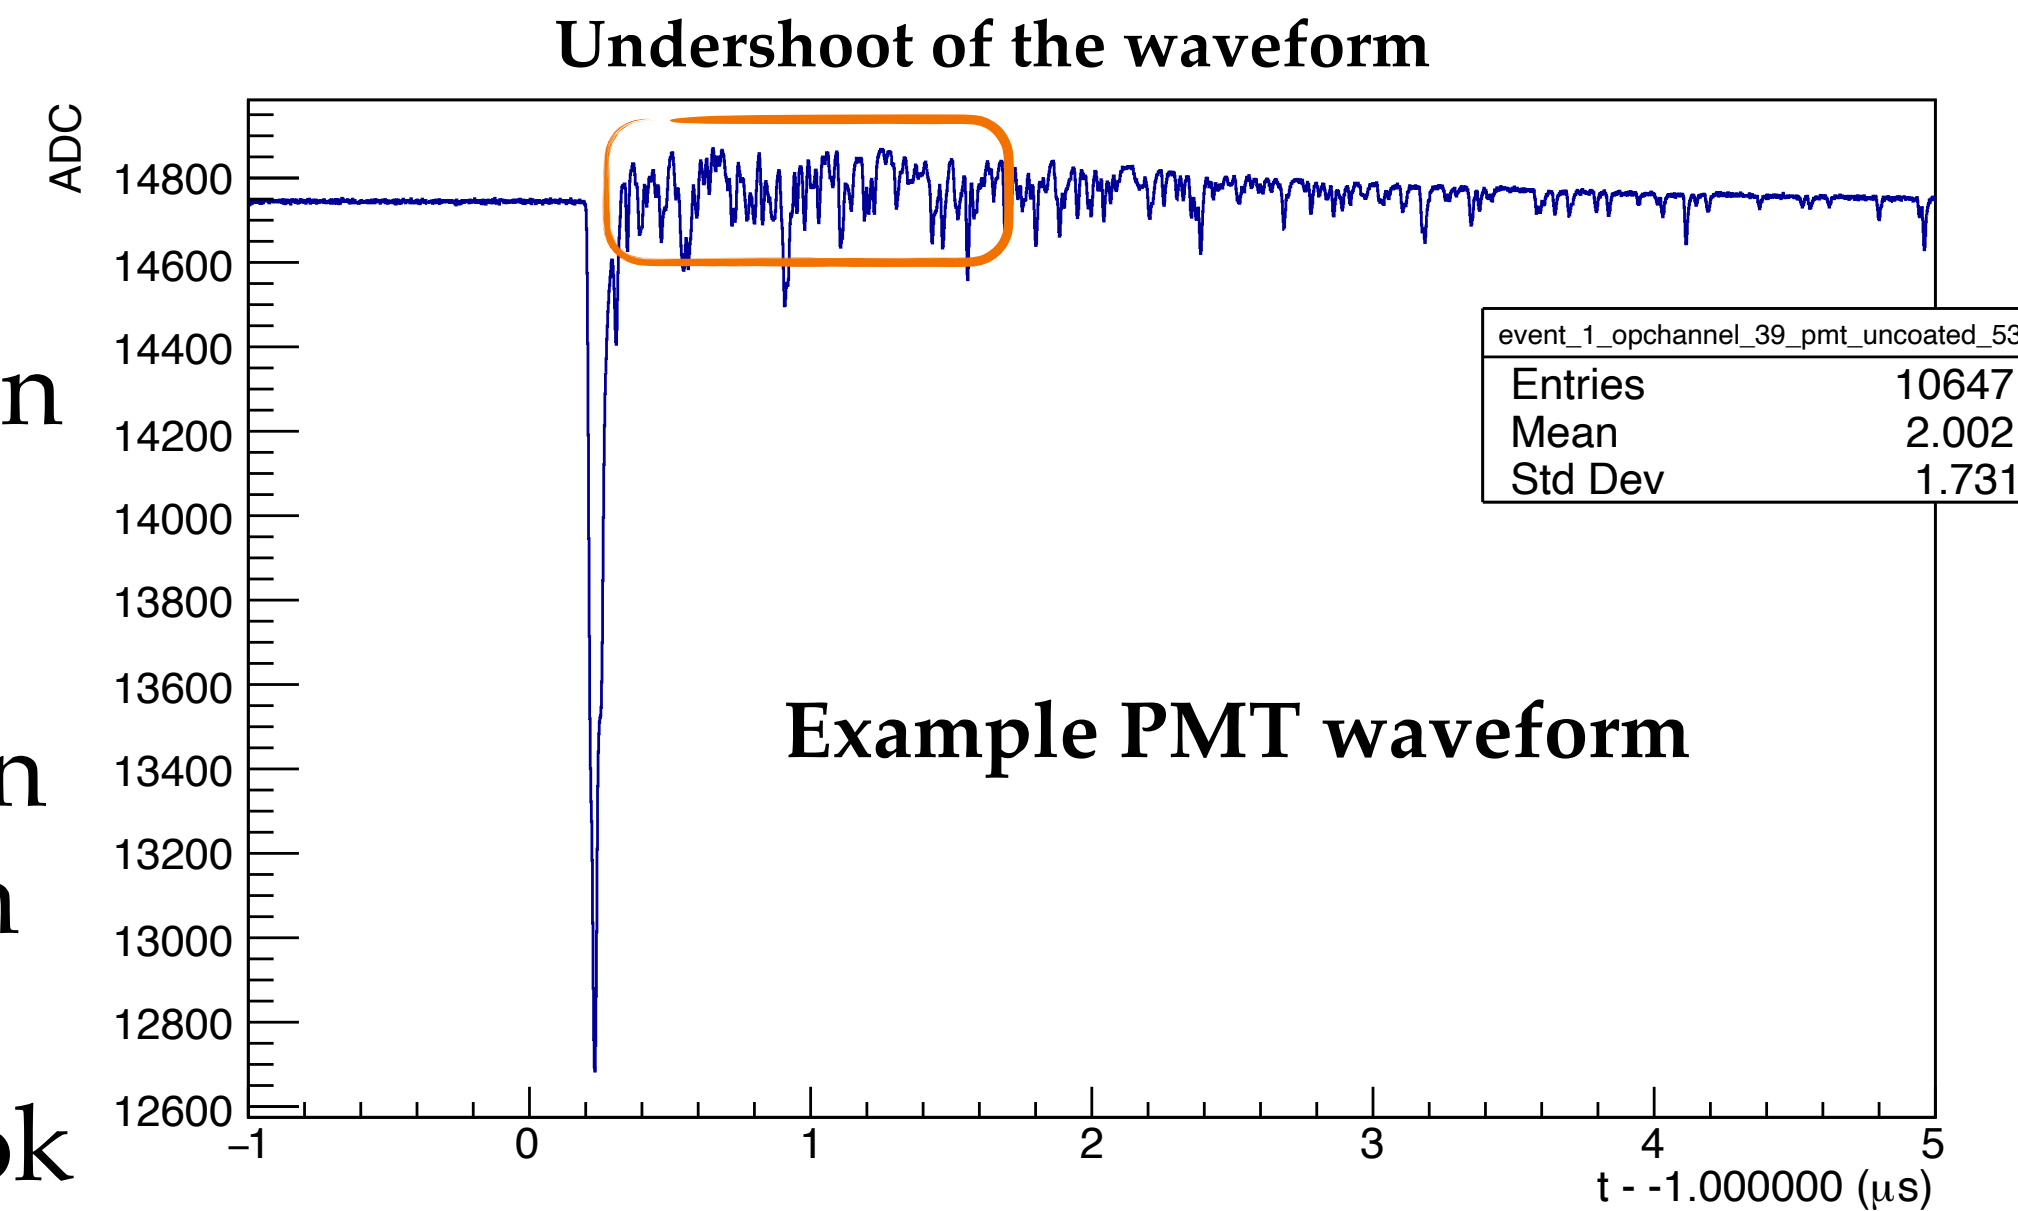 Undershoot of the waveform
ADC
14800
14600
14400
14200
14000
13800
13600
13400
13200
13000
12800
12600
event_1_opchannel_39_pmt_uncoated_53
Entries 10647
Mean 2.002
Std Dev 1.731
Example PMT waveform
−1 0 1 2 3 4 5
t - -1.000000 (μs)